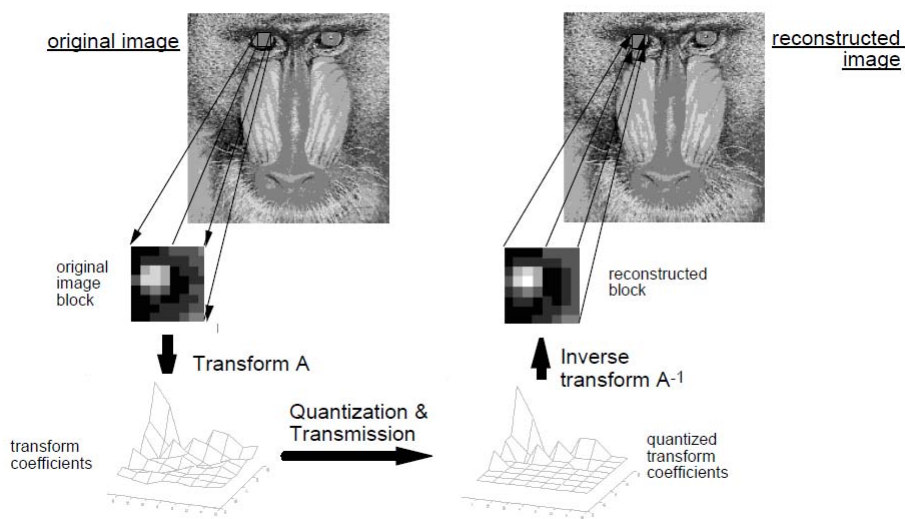 original image
reconstructed
image
original
image
block
reconstructed
block
Transform A
Inverse
transform A-1
Quantization &
Transmission
transform
coefficients
quantized
transform
coefficients